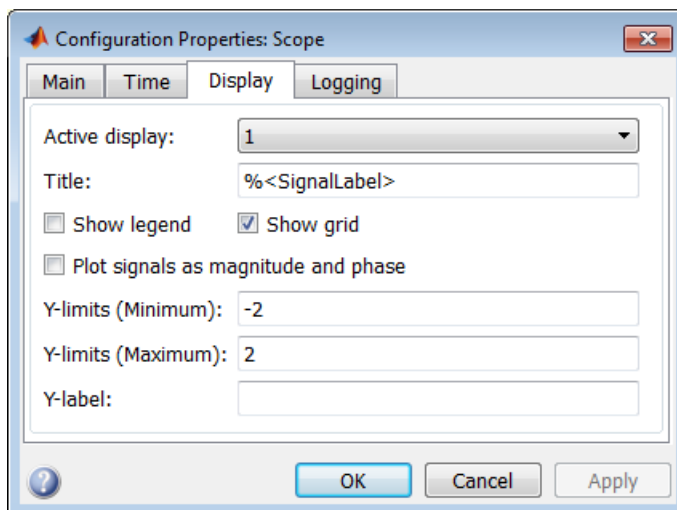 Configuration Properties: Scope
Main Time Display Logging
Active display: 1
Title: %<SignalLabel>
Show legend Show grid
Plot signals as magnitude and phase
Y-limits (Minimum): -2
Y-limits (Maximum): 2
Y-label:
? OK Cancel Apply